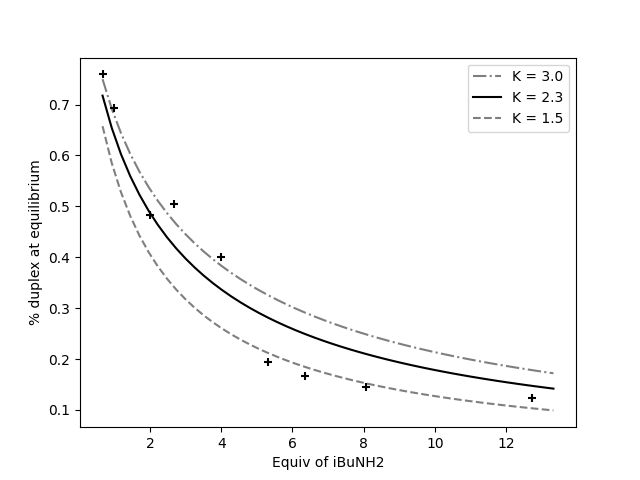 K = 3.0
K = 2.3
K = 1.5
% duplex at equilibrium
0.7
0.6
0.5
0.4
0.3
0.2
0.1
2
4
6
8
10
12
Equiv of iBuNH2